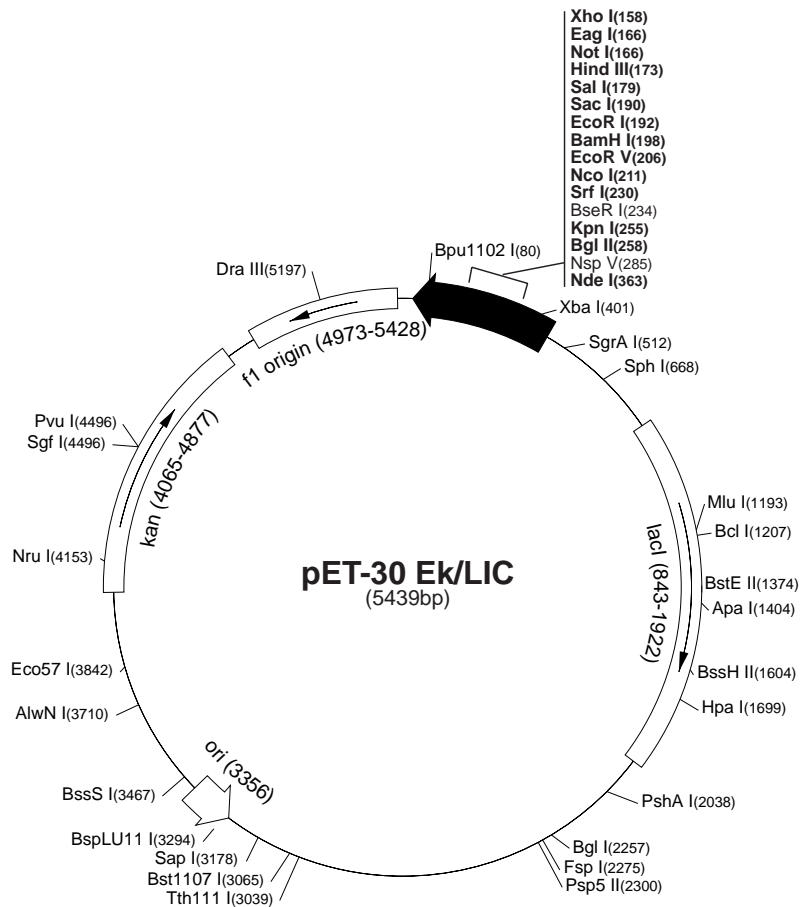 Xho I(158)
Eag I(166)
Not I(166)
Hind III(173)
Sal I(179)
Sac I(190)
EcoR I(192)
BamH I(198)
EcoR V(206)
Nco I(211)
Srf I(230)
BseR I(234)
Kpn I(255)
Bgl II(258)
Nsp V(285)
Nde I(363)
Bpu1102 I(80)
Dra III(5197)
Xba I(401)
SgrA I(512)
Sph I(668)
f1 origin (4973-5428)
Pvu I(4496)
Sgf I(4496)
kan (4065-4877)
Mlu I(1193)
Bcl I(1207)
Nru I(4153)
pET-30 Ek/LIC
(5439bp)
lacI (843-1922)
BstE II(1374)
Apa I(1404)
Eco57 I(3842)
BssH II(1604)
AlwN I(3710)
Hpa I(1699)
ori (3356)
BssS I(3467)
PshA I(2038)
BspLU11 I(3294)
Sap I(3178)
Bst1107 I(3065)
Tth111 I(3039)
Bgl I(2257)
Fsp I(2275)
Psp5 II(2300)